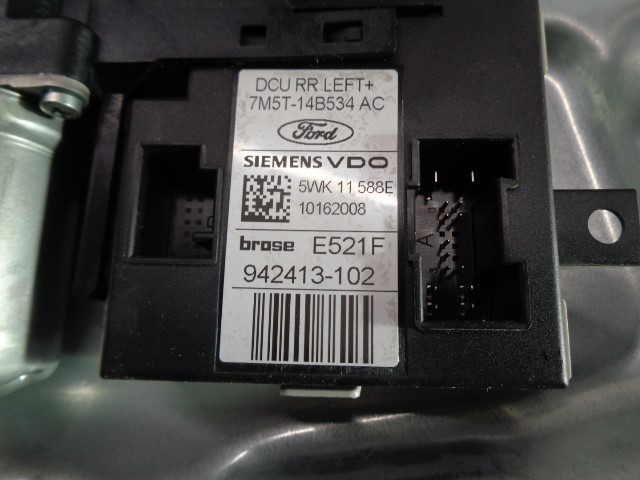 DCU RR LEFT+
7M5T-14B534 AC
Ford
SIEMENS VDO
5WK 11 588E
10162008
brose E521F
942413-102
A